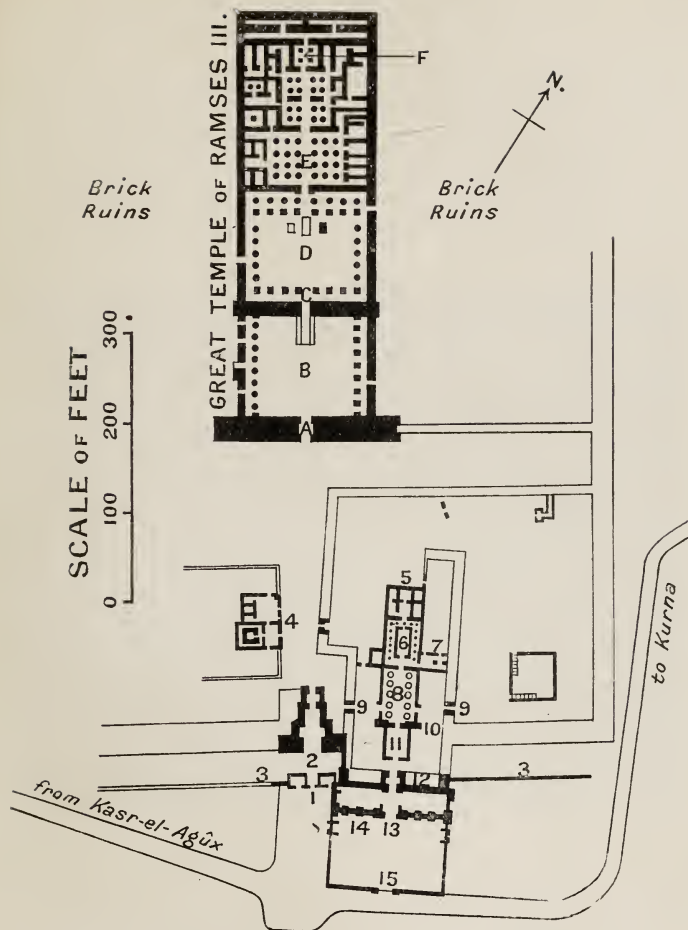 GREAT TEMPLE OF RAMSES III.
F
N.
E
Brick
Ruins
Brick
Ruins
D
C
B
A
SCALE OF FEET
300
200
100
0
to Kurna
5
4
6
7
8
9
9
10
11
2
3
12
3
1
from Kasr-el-Agûx
14
13
15